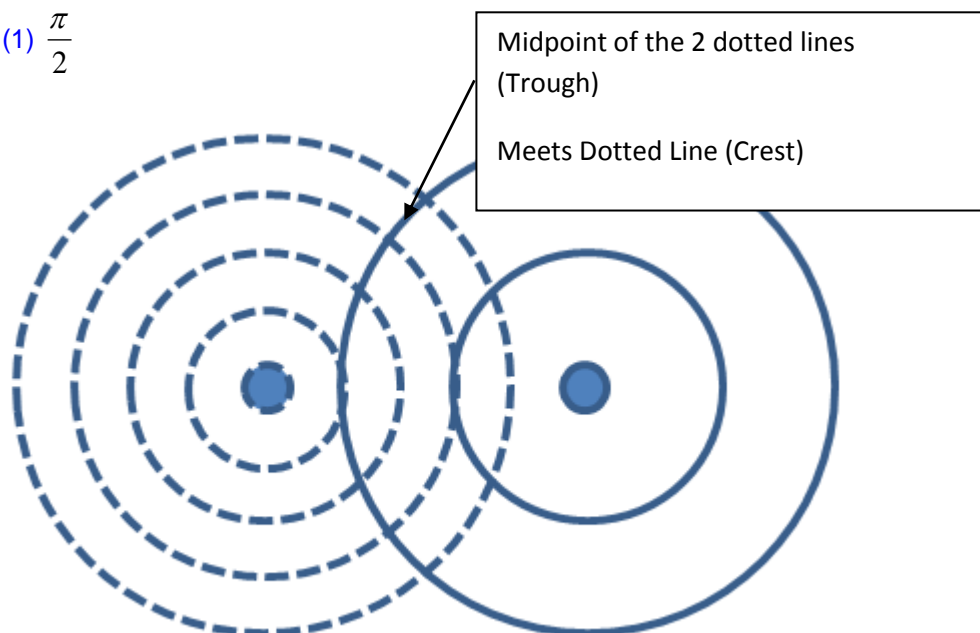 (1) π/2
Midpoint of the 2 dotted lines
(Trough)
Meets Dotted Line (Crest)